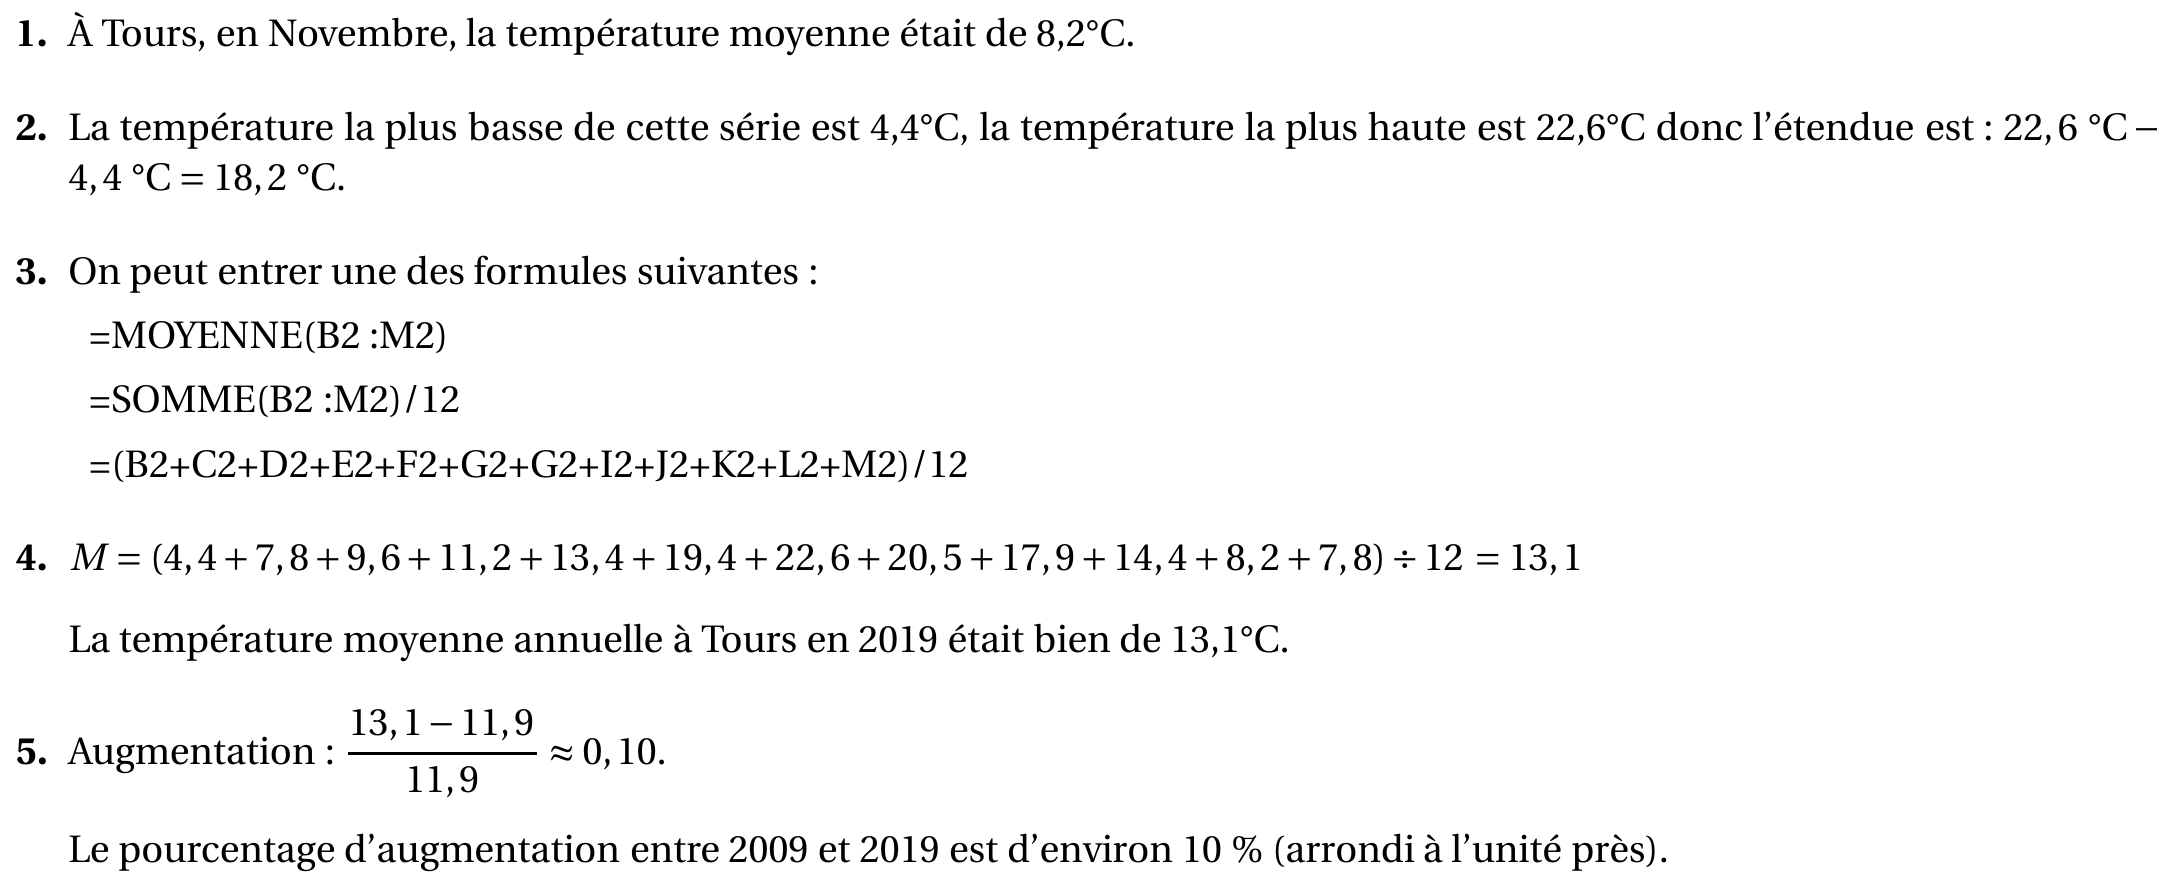 1. À Tours, en Novembre, la température moyenne était de 8,2°C.
2. La température la plus basse de cette série est 4,4°C, la température la plus haute est 22,6°C donc l'étendue est : 22,6 °C –
4,4 °C = 18,2 °C.
3. On peut entrer une des formules suivantes :
=MOYENNE(B2 :M2)
=SOMME(B2 :M2)/12
=(B2+C2+D2+E2+F2+G2+G2+I2+J2+K2+L2+M2)/12
4. M = (4,4 + 7,8 + 9,6 + 11,2 + 13,4 + 19,4 + 22,6 + 20,5 + 17,9 + 14,4 + 8,2 + 7,8) ÷ 12 = 13,1
La température moyenne annuelle à Tours en 2019 était bien de 13,1°C.
5. Augmentation : (13,1 – 11,9)/11,9 ≈ 0,10.
Le pourcentage d'augmentation entre 2009 et 2019 est d'environ 10 % (arrondi à l'unité près).